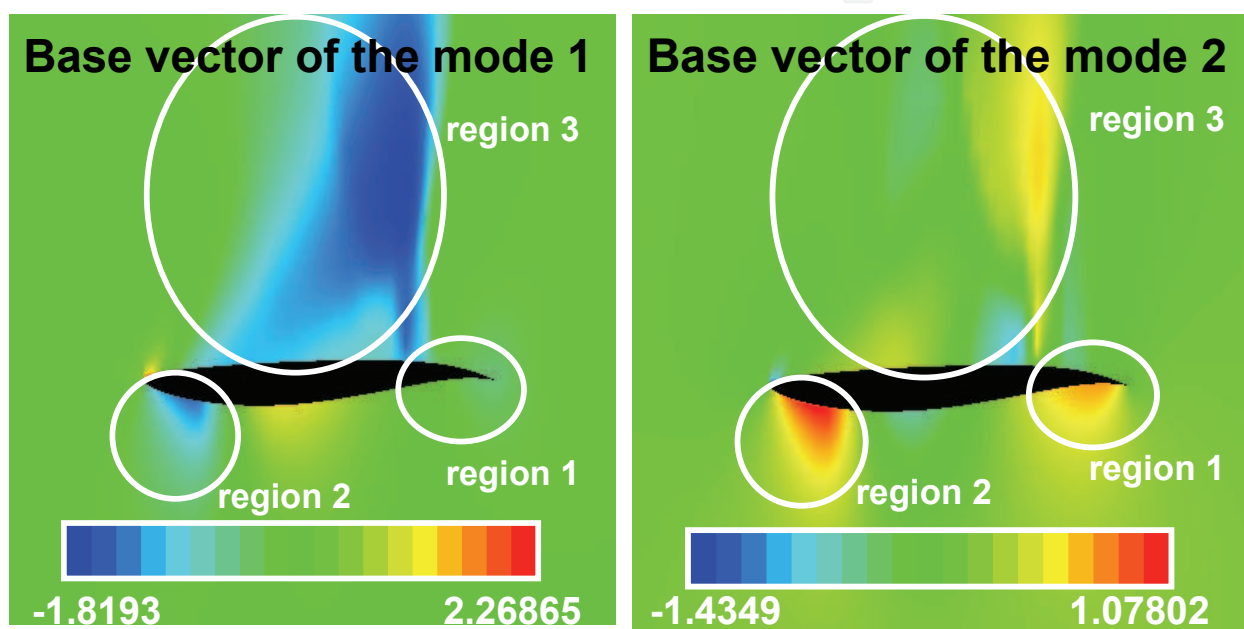 Base vector of the mode 1
region 3
region 1
region 2
-1.8193
2.26865
Base vector of the mode 2
region 3
region 1
region 2
-1.4349
1.07802